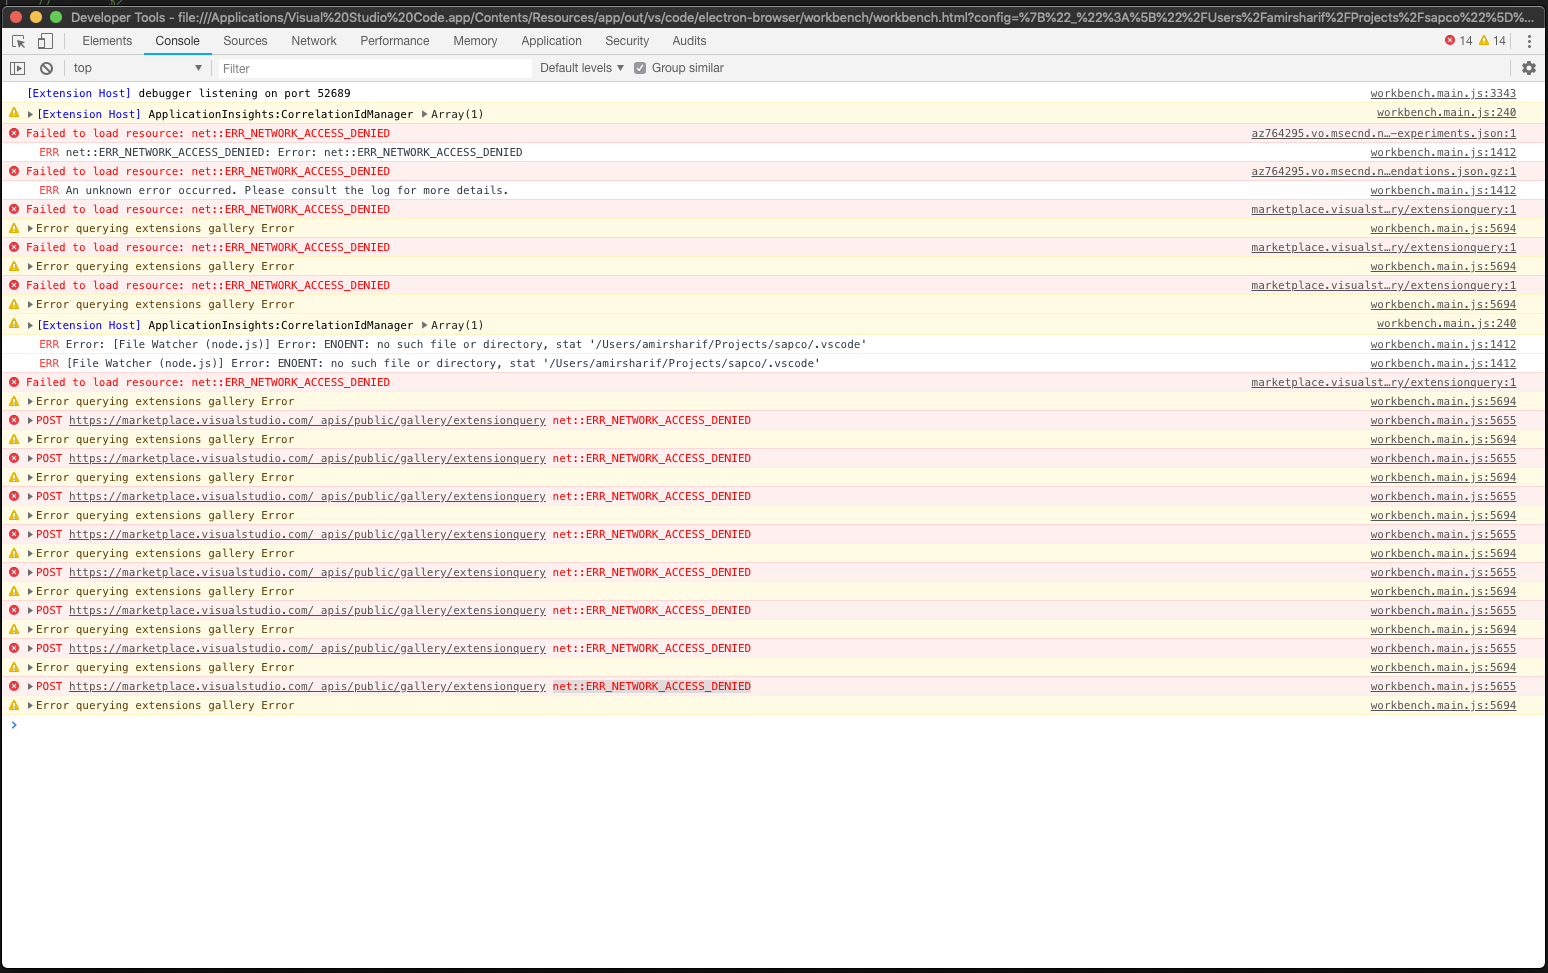 Developer Tools - file:///Applications/Visual%20Studio%20Code.app/Contents/Resources/app/out/vs/code/electron-browser/workbench/workbench.html?config=%7B%22_%22%3A%5B%22%2FUsers%2Famirsharif%2FProjects%2Fsapco%22%5D%...
Elements Console Sources Network Performance Memory Application Security Audits 14 14
top Filter Default levels Group similar
[Extension Host] debugger listening on port 52689 workbench.main.js:3343
[Extension Host] ApplicationInsights:CorrelationIdManager Array(1) workbench.main.js:240
Failed to load resource: net::ERR_NETWORK_ACCESS_DENIED az764295.vo.msecnd.n…-experiments.json:1
ERR net::ERR_NETWORK_ACCESS_DENIED: Error: net::ERR_NETWORK_ACCESS_DENIED workbench.main.js:1412
Failed to load resource: net::ERR_NETWORK_ACCESS_DENIED az764295.vo.msecnd.n…endations.json.gz:1
ERR An unknown error occurred. Please consult the log for more details. workbench.main.js:1412
Failed to load resource: net::ERR_NETWORK_ACCESS_DENIED marketplace.visualst…ry/extensionquery:1
Error querying extensions gallery Error workbench.main.js:5694
Failed to load resource: net::ERR_NETWORK_ACCESS_DENIED marketplace.visualst…ry/extensionquery:1
Error querying extensions gallery Error workbench.main.js:5694
Failed to load resource: net::ERR_NETWORK_ACCESS_DENIED marketplace.visualst…ry/extensionquery:1
Error querying extensions gallery Error workbench.main.js:5694
[Extension Host] ApplicationInsights:CorrelationIdManager Array(1) workbench.main.js:240
ERR Error: [File Watcher (node.js)] Error: ENOENT: no such file or directory, stat '/Users/amirsharif/Projects/sapco/.vscode' workbench.main.js:1412
ERR [File Watcher (node.js)] Error: ENOENT: no such file or directory, stat '/Users/amirsharif/Projects/sapco/.vscode' workbench.main.js:1412
Failed to load resource: net::ERR_NETWORK_ACCESS_DENIED marketplace.visualst…ry/extensionquery:1
Error querying extensions gallery Error workbench.main.js:5694
POST https://marketplace.visualstudio.com/_apis/public/gallery/extensionquery net::ERR_NETWORK_ACCESS_DENIED workbench.main.js:5655
Error querying extensions gallery Error workbench.main.js:5694
POST https://marketplace.visualstudio.com/_apis/public/gallery/extensionquery net::ERR_NETWORK_ACCESS_DENIED workbench.main.js:5655
Error querying extensions gallery Error workbench.main.js:5694
POST https://marketplace.visualstudio.com/_apis/public/gallery/extensionquery net::ERR_NETWORK_ACCESS_DENIED workbench.main.js:5655
Error querying extensions gallery Error workbench.main.js:5694
POST https://marketplace.visualstudio.com/_apis/public/gallery/extensionquery net::ERR_NETWORK_ACCESS_DENIED workbench.main.js:5655
Error querying extensions gallery Error workbench.main.js:5694
POST https://marketplace.visualstudio.com/_apis/public/gallery/extensionquery net::ERR_NETWORK_ACCESS_DENIED workbench.main.js:5655
Error querying extensions gallery Error workbench.main.js:5694
POST https://marketplace.visualstudio.com/_apis/public/gallery/extensionquery net::ERR_NETWORK_ACCESS_DENIED workbench.main.js:5655
Error querying extensions gallery Error workbench.main.js:5694
POST https://marketplace.visualstudio.com/_apis/public/gallery/extensionquery net::ERR_NETWORK_ACCESS_DENIED workbench.main.js:5655
Error querying extensions gallery Error workbench.main.js:5694
POST https://marketplace.visualstudio.com/_apis/public/gallery/extensionquery net::ERR_NETWORK_ACCESS_DENIED workbench.main.js:5655
Error querying extensions gallery Error workbench.main.js:5694